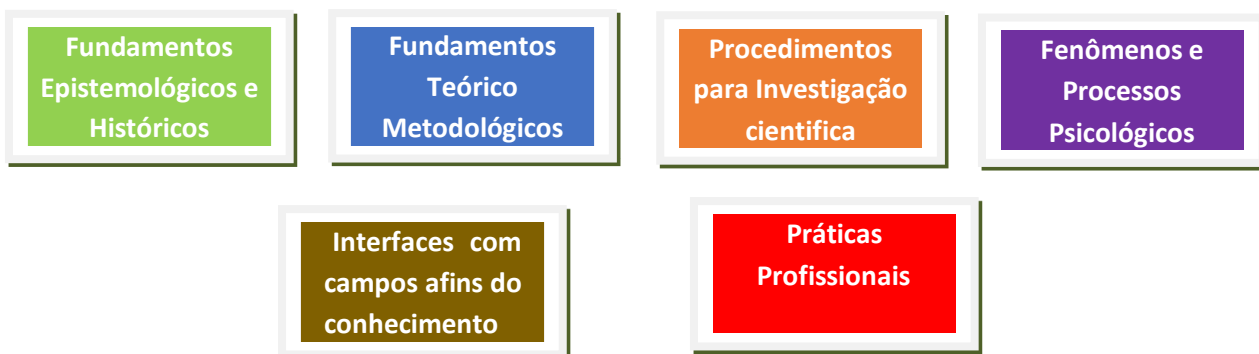 Fundamentos
Epistemológicos e
Históricos
Fundamentos
Teórico
Metodológicos
Procedimentos
para Investigação
cientifica
Fenômenos e
Processos
Psicológicos
Interfaces com
campos afins do
conhecimento
Práticas
Profissionais